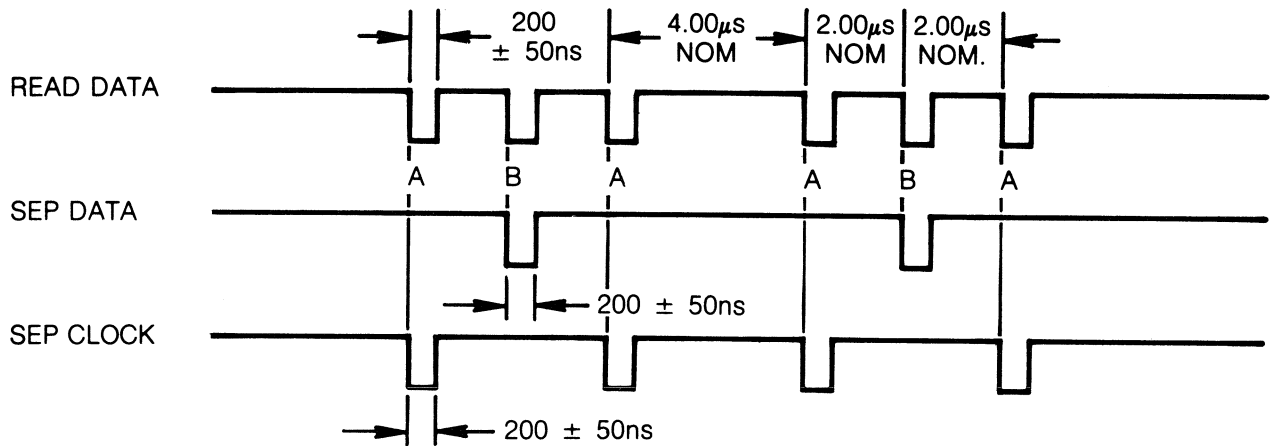 200
± 50ns
4.00µs
NOM
2.00µs
NOM
2.00µs
NOM.
READ DATA
A B A A B A
SEP DATA
200 ± 50ns
SEP CLOCK
200 ± 50ns